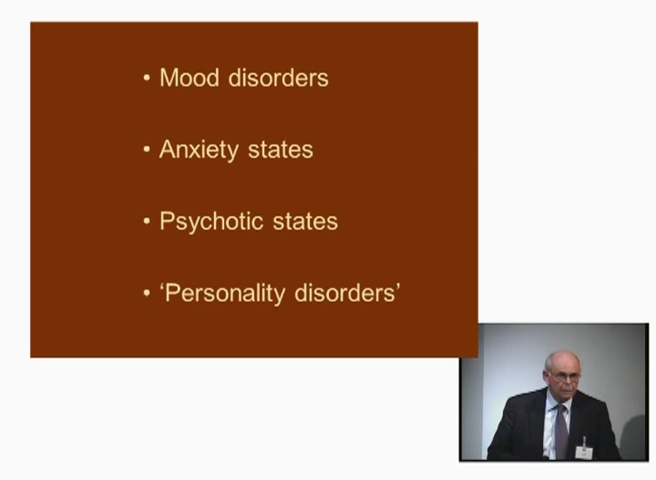 • Mood disorders
• Anxiety states
• Psychotic states
• ‘Personality disorders’